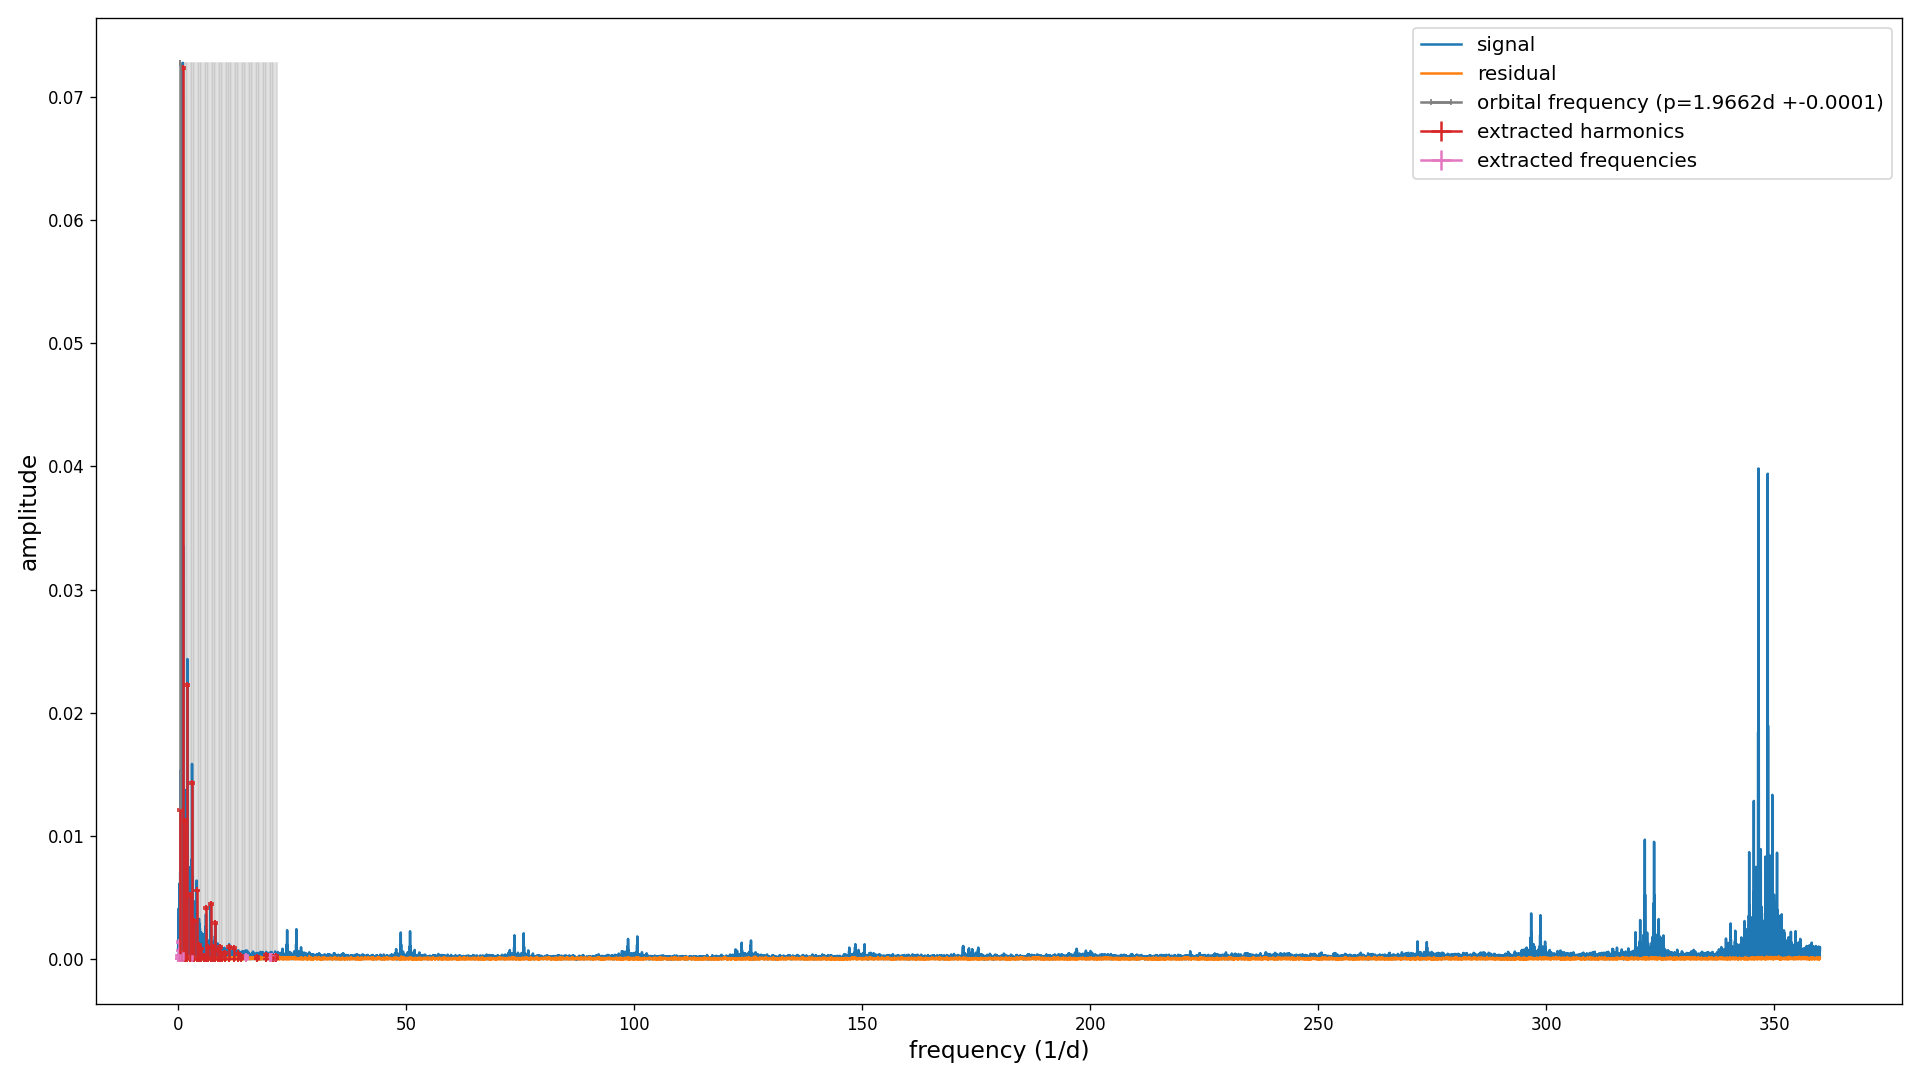 signal
residual
orbital frequency (p=1.9662d +-0.0001)
extracted harmonics
extracted frequencies
0.07
0.06
0.05
0.04
0.03
0.02
0.01
0.00
amplitude
0 50 100 150 200 250 300 350
frequency (1/d)